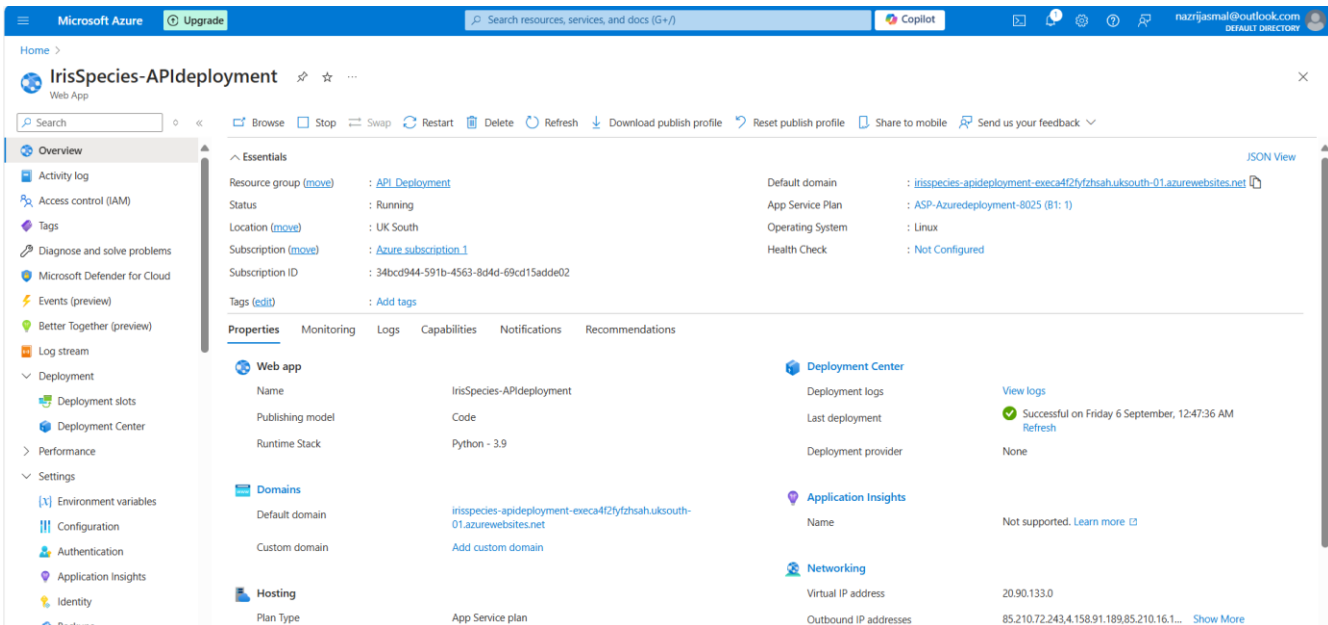 Microsoft Azure
Upgrade
Search resources, services, and docs (G+/)
Copilot
1
nazrijasmal@outlook.com
DEFAULT DIRECTORY
Home >
IrisSpecies-APIdeployment
Web App
Search
Browse Stop Swap Restart Delete Refresh Download publish profile Reset publish profile Share to mobile Send us your feedback
Overview
Activity log
Access control (IAM)
Tags
Diagnose and solve problems
Microsoft Defender for Cloud
Events (preview)
Better Together (preview)
Log stream
Deployment
Deployment slots
Deployment Center
Performance
Settings
Environment variables
Configuration
Authentication
Application Insights
Identity
Essentials
JSON View
Resource group (move) : API_Deployment
Status : Running
Location (move) : UK South
Subscription (move) : Azure subscription 1
Subscription ID : 34bcd944-591b-4563-8d4d-69cd15adde02
Default domain : irisspecies-apideployment-execa4f2fyfzhsah.uksouth-01.azurewebsites.net
App Service Plan : ASP-Azuredeployment-8025 (B1: 1)
Operating System : Linux
Health Check : Not Configured
Tags (edit) : Add tags
Properties Monitoring Logs Capabilities Notifications Recommendations
Web app
Name IrisSpecies-APIdeployment
Publishing model Code
Runtime Stack Python - 3.9
Domains
Default domain irisspecies-apideployment-execa4f2fyfzhsah.uksouth-
01.azurewebsites.net
Custom domain Add custom domain
Hosting
Plan Type App Service plan
Deployment Center
Deployment logs View logs
Last deployment Successful on Friday 6 September, 12:47:36 AM
Refresh
Deployment provider None
Application Insights
Name Not supported. Learn more
Networking
Virtual IP address 20.90.133.0
Outbound IP addresses 85.210.72.243,4.158.91.189,85.210.16.1... Show More